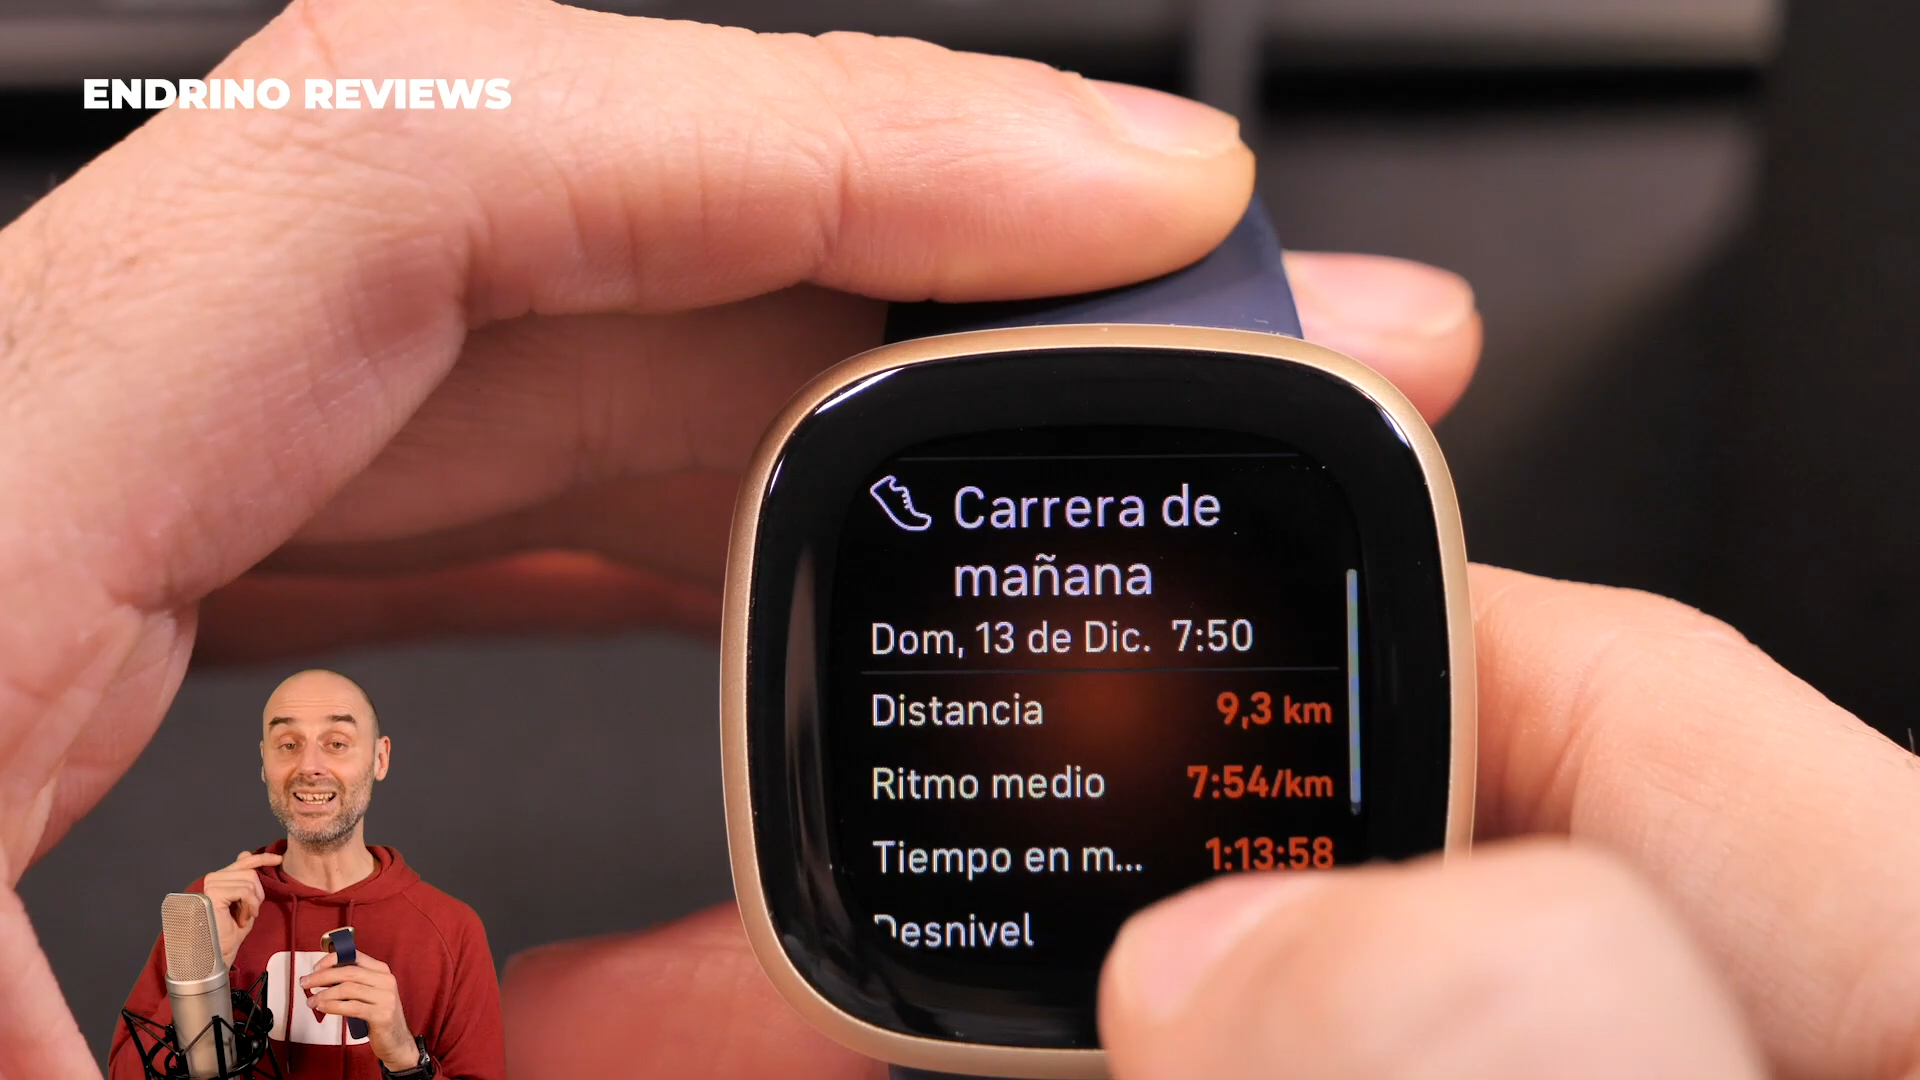 ENDRINO REVIEWS
Carrera de
mañana
Dom, 13 de Dic. 7:50
Distancia 9,3 km
Ritmo medio 7:54/km
Tiempo en m... 1:13:58
Desnivel